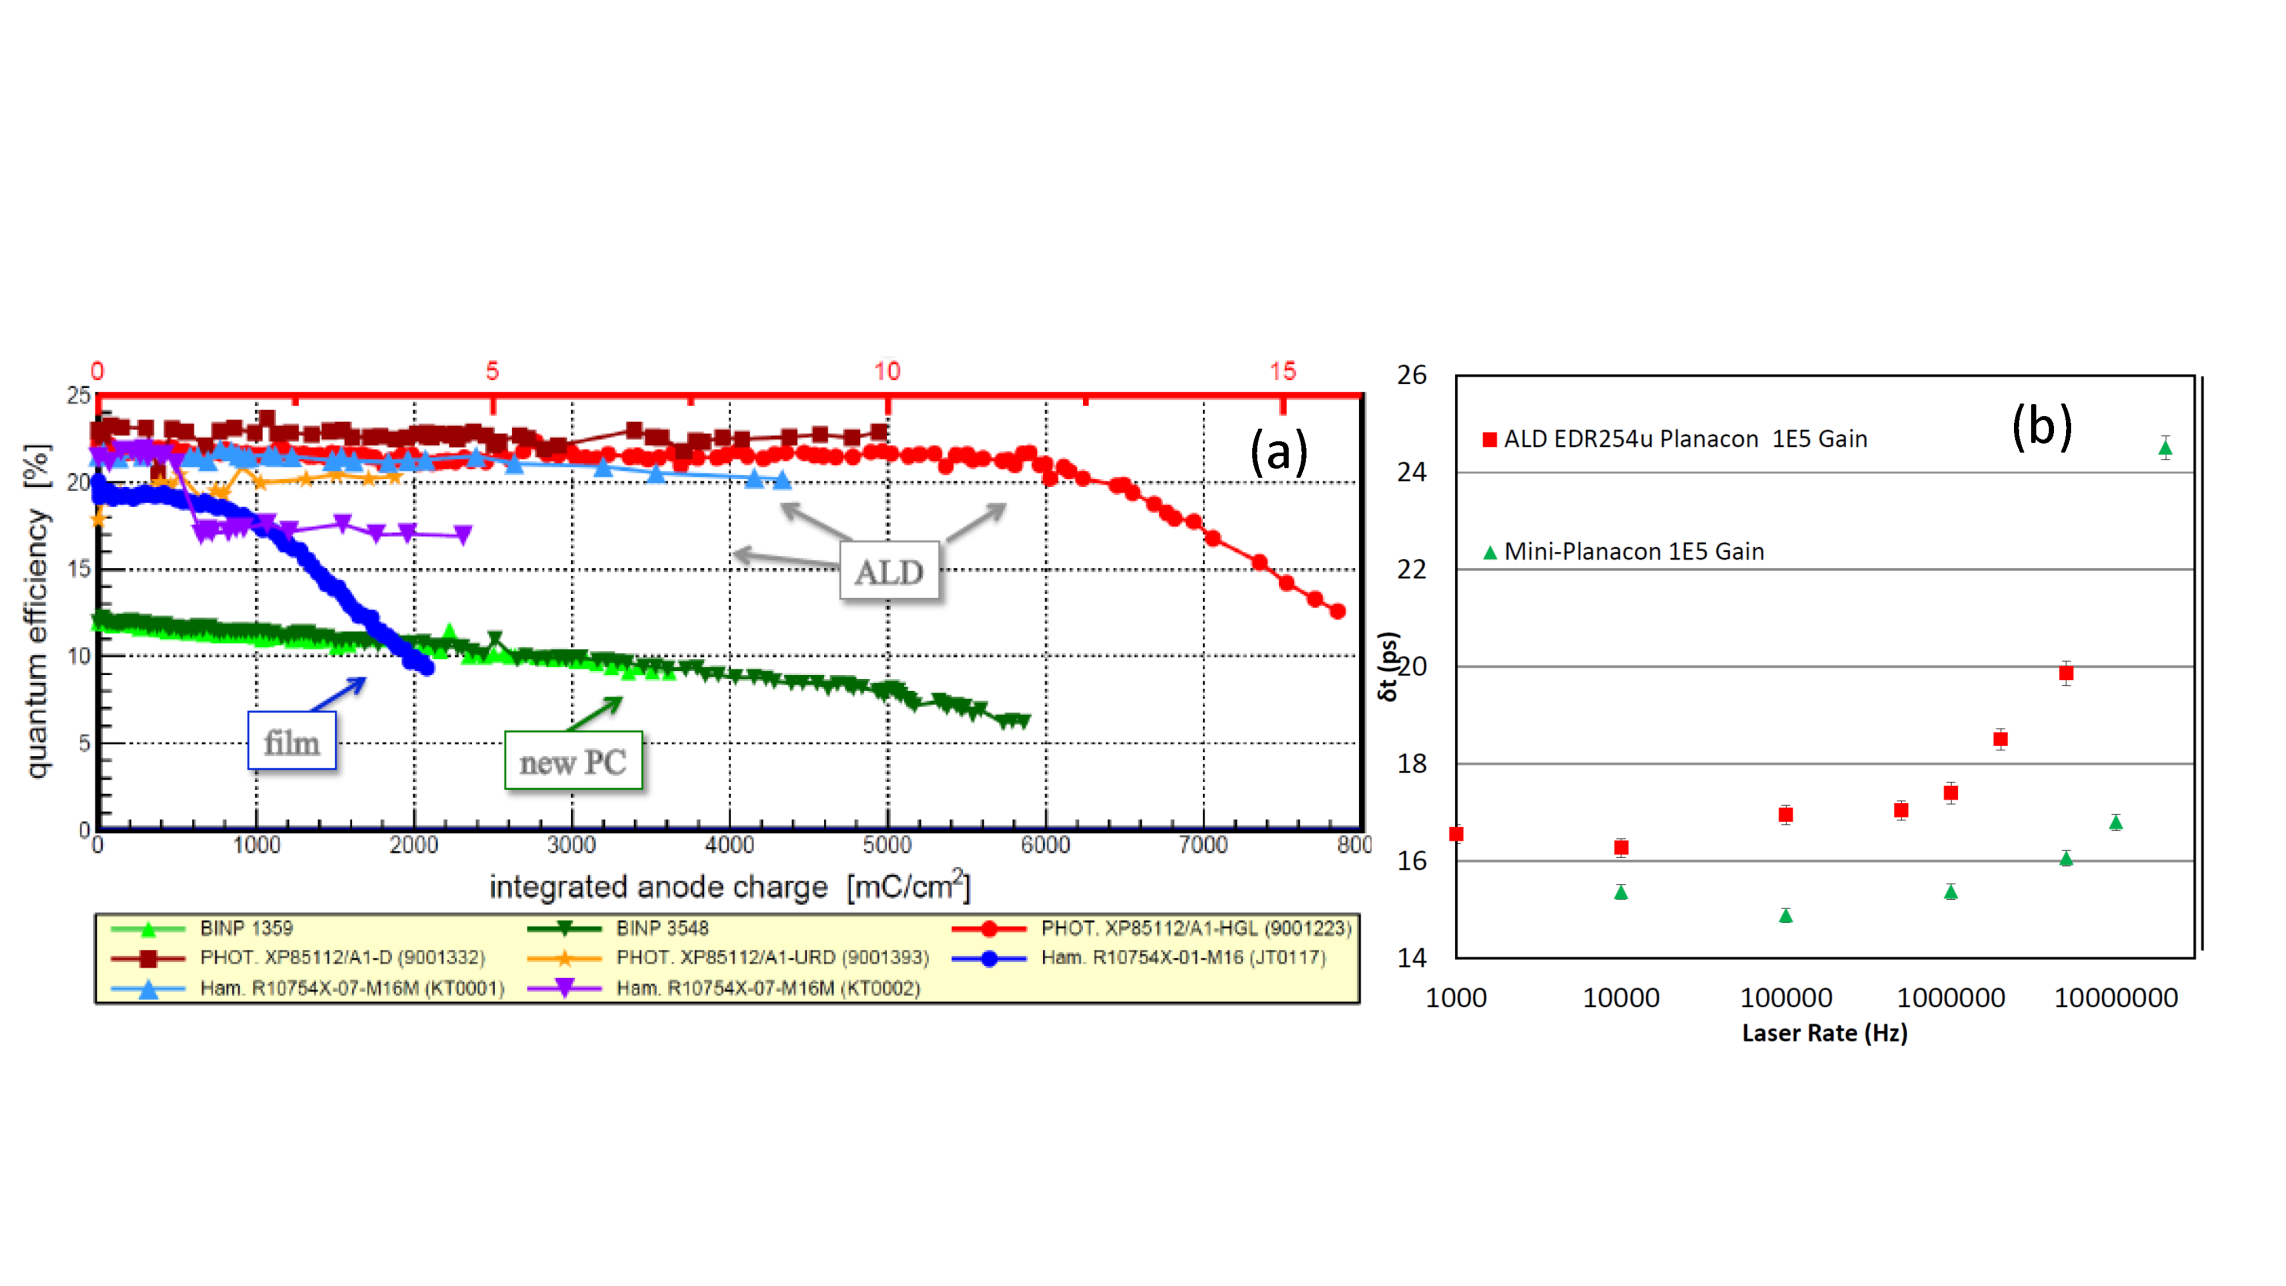 0 5 10 15
25
20
15
10
5
0
quantum efficiency [%]
(a)
ALD
film
new PC
0 1000 2000 3000 4000 5000 6000 7000 800
integrated anode charge [mC/cm²]
BINP 1359 BINP 3548 PHOT. XP85112/A1-HGL (9001223)
PHOT. XP85112/A1-D (9001332) PHOT. XP85112/A1-URD (9001393) Ham. R10754X-01-M16 (JT0117)
Ham. R10754X-07-M16M (KT0001) Ham. R10754X-07-M16M (KT0002)
26
24
22
20
18
16
14
δt (ps)
(b)
ALD EDR254u Planacon 1E5 Gain
Mini-Planacon 1E5 Gain
1000 10000 100000 1000000 10000000
Laser Rate (Hz)